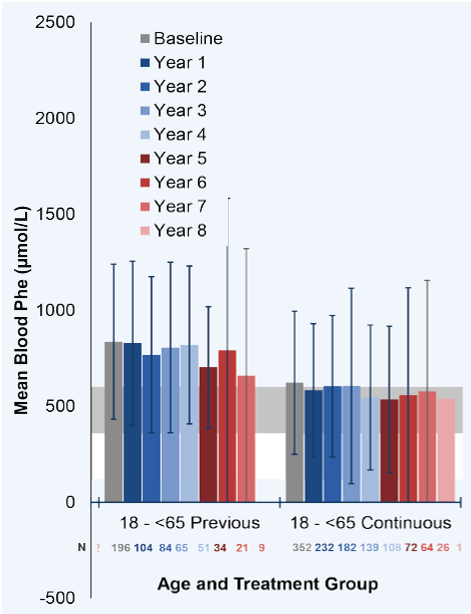 2500
Baseline
Year 1
Year 2
Year 3
Year 4
Year 5
Year 6
Year 7
Year 8
2000
1500
1000
500
0
-500
Mean Blood Phe (µmol/L)
18 - <65 Previous
18 - <65 Continuous
N 196 104 84 65 51 34 21 9 352 232 182 139 108 72 64 26 1
Age and Treatment Group